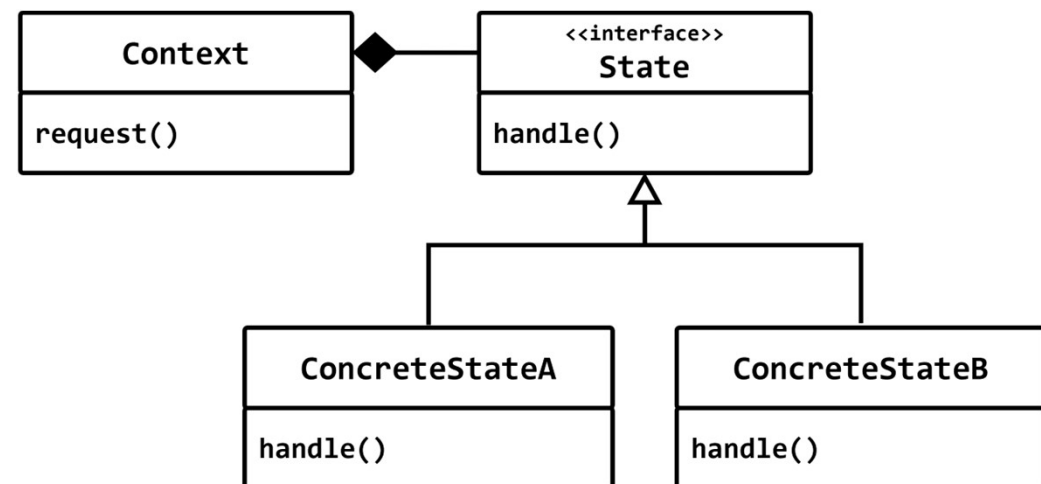 Context
request()
<<interface>>
State
handle()
ConcreteStateA
handle()
ConcreteStateB
handle()